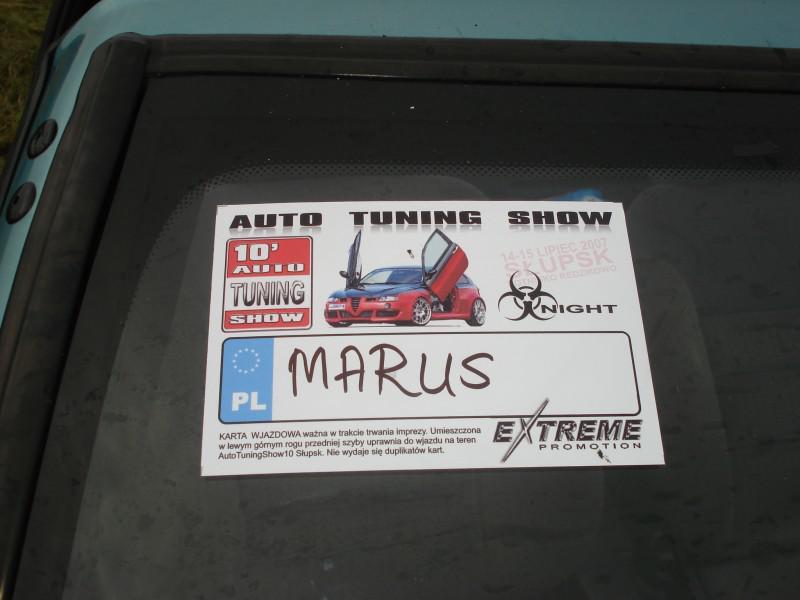 AUTO TUNING SHOW
10'
AUTO
TUNING
SHOW
14-15 LIPIEC 2007
SŁUPSK
LOTNISKO REDZIKOWO
NIGHT
PL
MARUS
KARTA WJAZDOWA ważna w trakcie trwania imprezy. Umieszczona
w lewym górnym rogu przedniej szyby uprawnia do wjazdu na teren
AutoTuningShow10 Słupsk. Nie wydaje się duplikatów kart.
EXTREME
PROMOTION